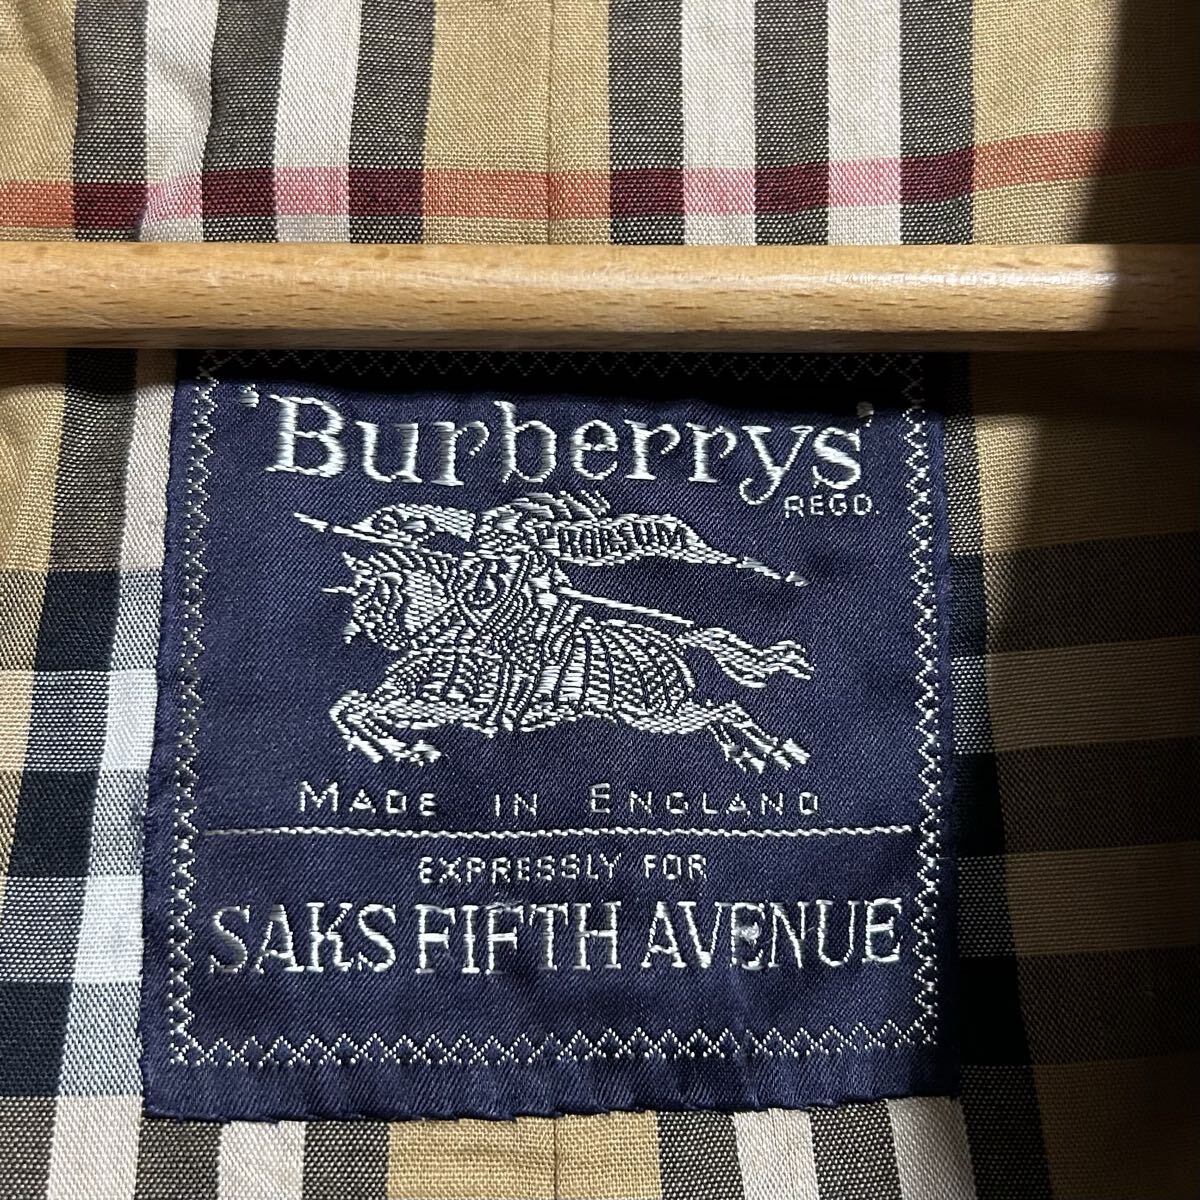 'Burberrys'
REGD.
PRORSUM
MADE IN ENGLAND
EXPRESSLY FOR
SAKS FIFTH AVENUE